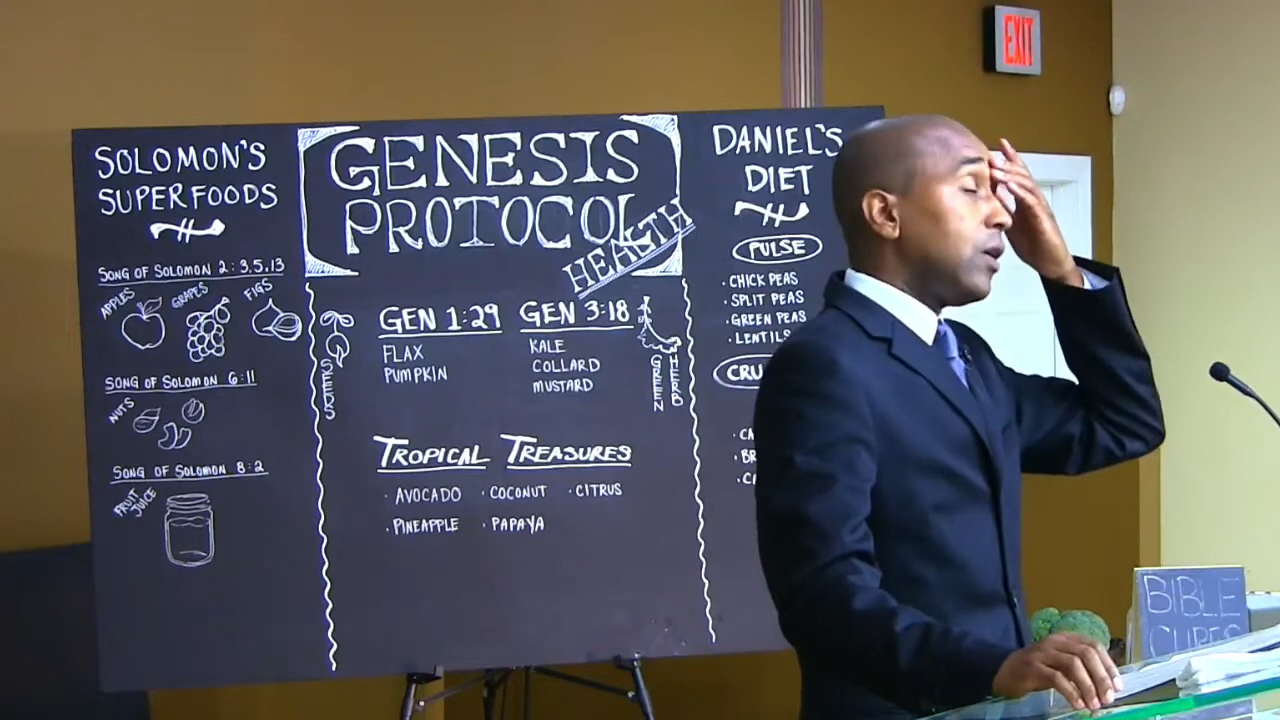 EXIT
SOLOMON'S
SUPERFOODS
SONG OF SOLOMON 2:3,5,13
APPLES
GRAPES
FIGS
SONG OF SOLOMON 6:11
NUTS
SONG OF SOLOMON 8:2
FRUIT
JUICE
GENESIS
PROTOCOL
HEALTH
SEEDS
GEN 1:29
FLAX
PUMPKIN
GEN 3:18
KALE
COLLARD
MUSTARD
GREEN
HERB
TROPICAL TREASURES
· AVOCADO · COCONUT · CITRUS
· PINEAPPLE · PAPAYA
DANIEL'S
DIET
PULSE
· CHICK PEAS
· SPLIT PEAS
· GREEN PEAS
· LENTILS
BIBLE
CURES